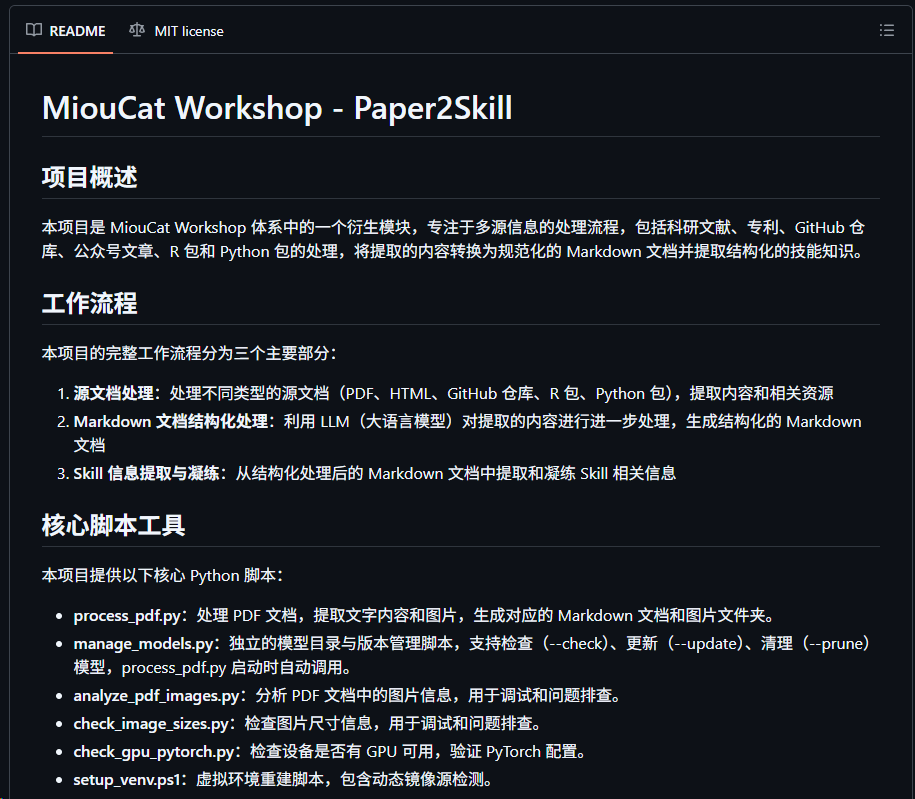 README
MIT license
MiouCat Workshop - Paper2Skill
项目概述
本项目是 MiouCat Workshop 体系中的一个衍生模块，专注于多源信息的处理流程，包括科研文献、专利、GitHub 仓
库、公众号文章、R 包和 Python 包的处理，将提取的内容转换为规范化的 Markdown 文档并提取结构化的技能知识。
工作流程
本项目的完整工作流程分为三个主要部分：
1. 源文档处理：处理不同类型的源文档（PDF、HTML、GitHub 仓库、R 包、Python 包），提取内容和相关资源
2. Markdown 文档结构化处理：利用 LLM（大语言模型）对提取的内容进行进一步处理，生成结构化的 Markdown
文档
3. Skill 信息提取与凝练：从结构化处理后的 Markdown 文档中提取和凝练 Skill 相关信息
核心脚本工具
本项目提供以下核心 Python 脚本：
• process_pdf.py：处理 PDF 文档，提取文字内容和图片，生成对应的 Markdown 文档和图片文件夹。
• manage_models.py：独立的模型目录与版本管理脚本，支持检查（--check）、更新（--update）、清理（--prune）
模型，process_pdf.py 启动时自动调用。
• analyze_pdf_images.py：分析 PDF 文档中的图片信息，用于调试和问题排查。
• check_image_sizes.py：检查图片尺寸信息，用于调试和问题排查。
• check_gpu_pytorch.py：检查设备是否有 GPU 可用，验证 PyTorch 配置。
• setup_venv.ps1：虚拟环境重建脚本，包含动态镜像源检测。